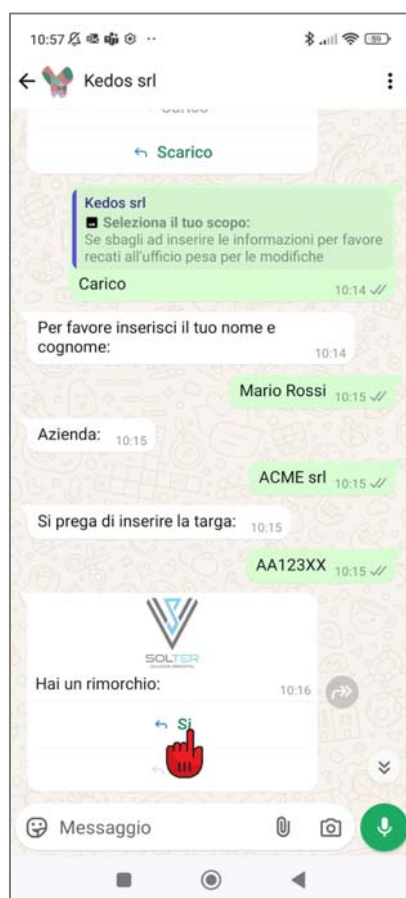 10:57
59
Kedos srl
Scarico
Kedos srl
Seleziona il tuo scopo:
Se sbagli ad inserire le informazioni per favore
recati all'ufficio pesa per le modifiche
Carico
10:14
Per favore inserisci il tuo nome e
cognome:
10:14
Mario Rossi 10:15
Azienda: 10:15
ACME srl 10:15
Si prega di inserire la targa: 10:15
AA123XX 10:15
SOLTER
Hai un rimorchio:
10:16
Si
Messaggio